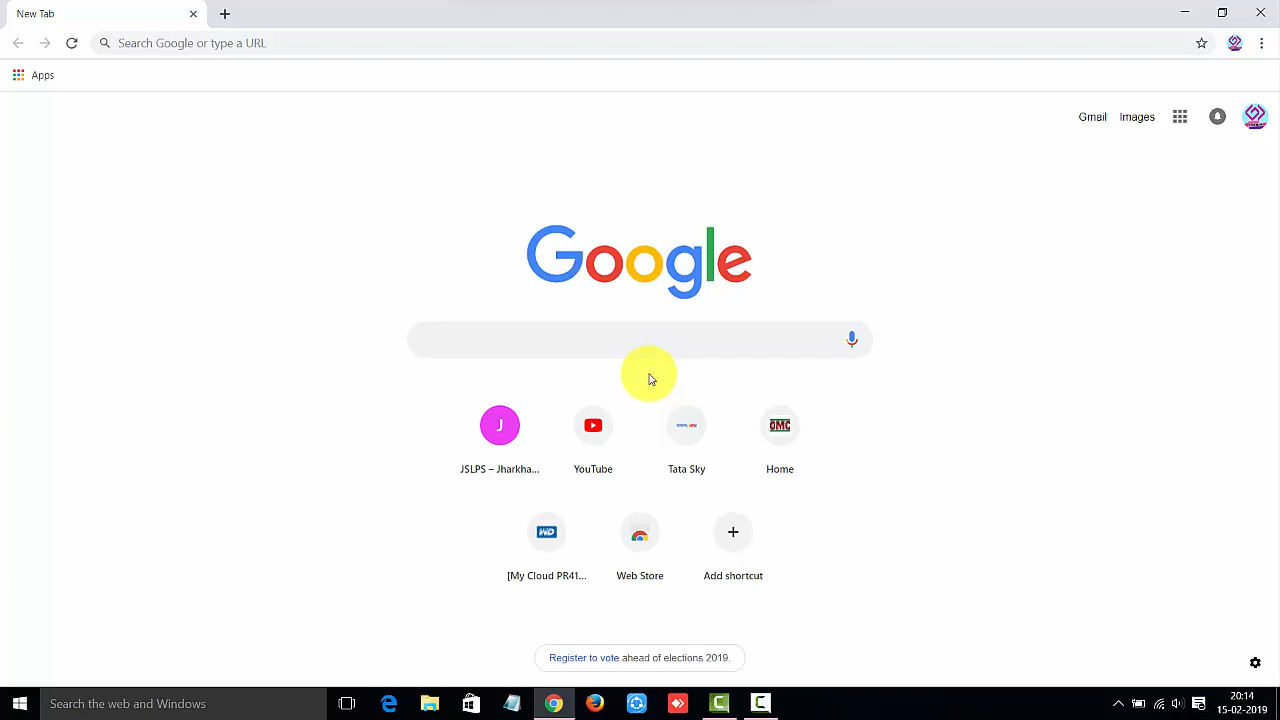 New Tab
Search Google or type a URL
Apps
Gmail Images
Google
J
OMC
JSLPS – Jharkha...
YouTube
Tata Sky
Home
WD
[My Cloud PR41...
Web Store
Add shortcut
Register to vote ahead of elections 2019.
Search the web and Windows
20:14
15-02-2019